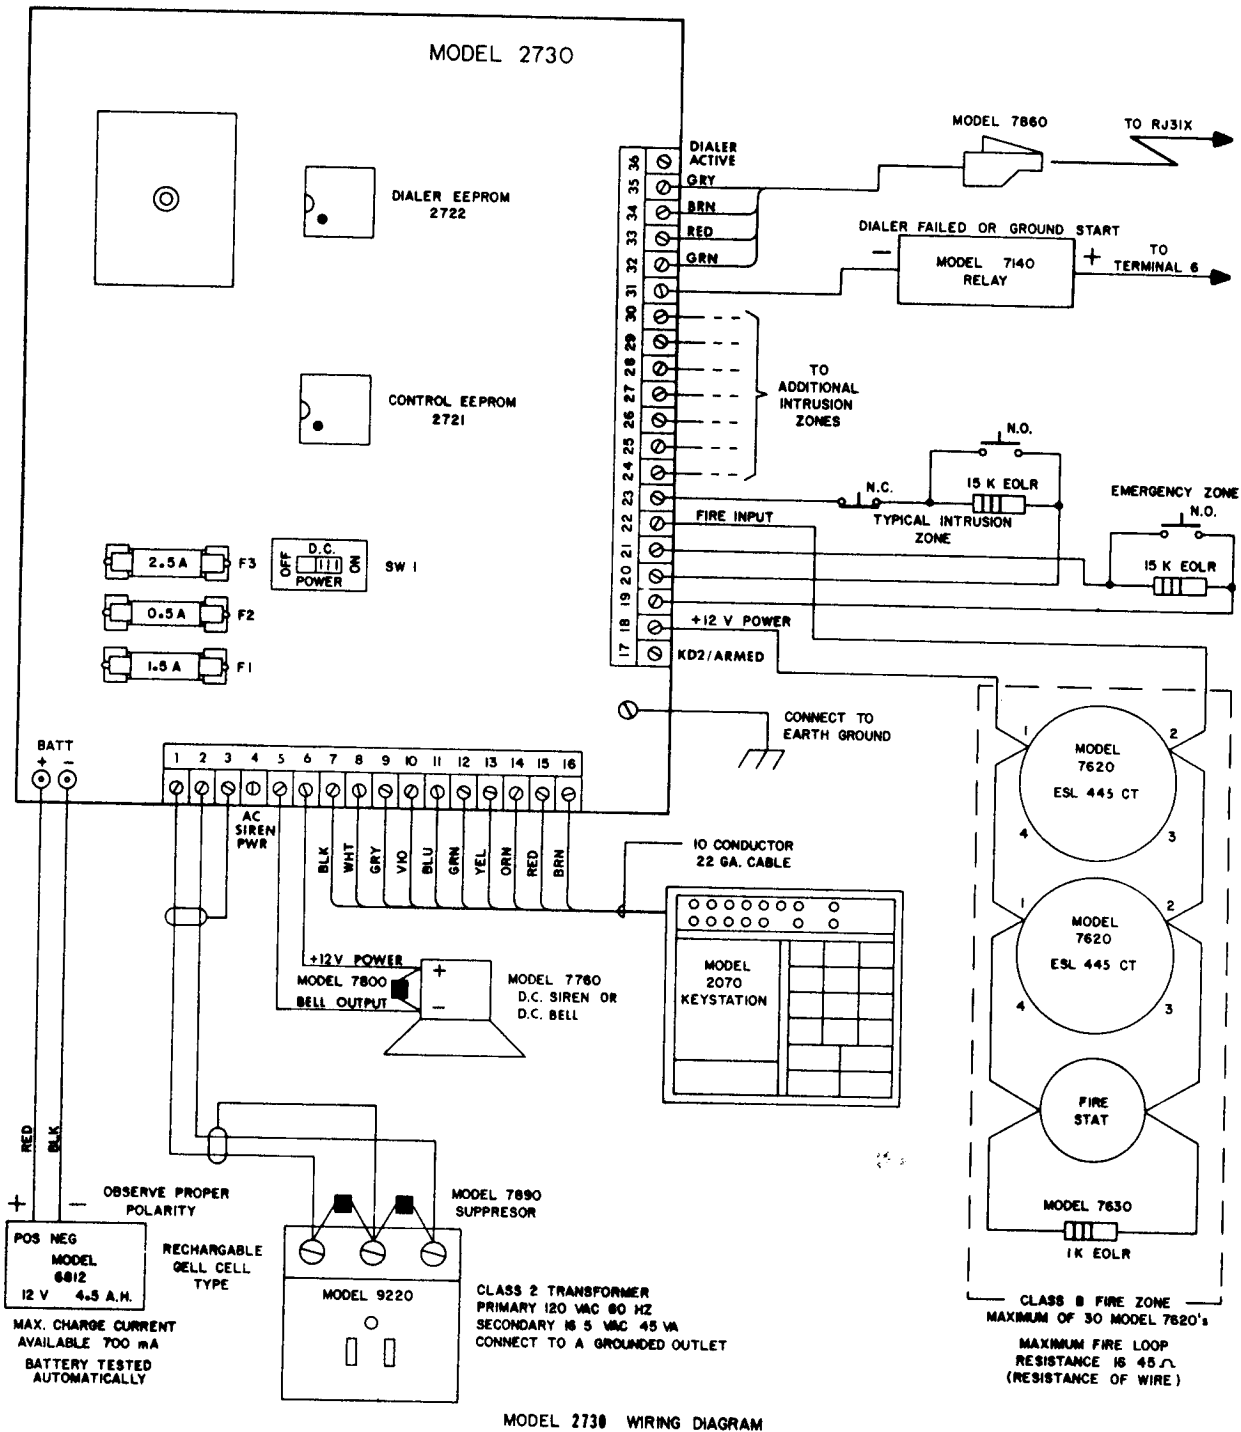 MODEL 2730
DIALER EEPROM
2722
CONTROL EEPROM
2721
2.5 A F3
0.5 A F2
1.5 A F1
OFF D.C. ON
POWER
SW 1
36 DIALER
ACTIVE
35 GRY
34 BRN
33 RED
32 GRN
31
30
29
28
27
26
25
24
23
22 FIRE INPUT
21
20
19
18 +12 V POWER
17 KD2/ARMED
MODEL 7860
TO RJ31X
DIALER FAILED OR GROUND START
− MODEL 7140 +
RELAY
TO
TERMINAL 6
TO
ADDITIONAL
INTRUSION
ZONES
N.O.
N.C.
15 K EOLR
TYPICAL INTRUSION
ZONE
EMERGENCY ZONE
N.O.
15 K EOLR
CONNECT TO
EARTH GROUND
BATT
+ −
1 2 3 4 5 6 7 8 9 10 11 12 13 14 15 16
AC
SIREN
PWR
BLK
WHT
GRY
VIO
BLU
GRN
YEL
ORN
RED
BRN
10 CONDUCTOR
22 GA. CABLE
MODEL
2070
KEYSTATION
+12V POWER
MODEL 7800
BELL OUTPUT
+
−
MODEL 7760
D.C. SIREN OR
D.C. BELL
1 2
MODEL
7620
ESL 445 CT
4 3
1 2
MODEL
7620
ESL 445 CT
4 3
FIRE
STAT
MODEL 7630
1K EOLR
CLASS B FIRE ZONE
MAXIMUM OF 30 MODEL 7620's
MAXIMUM FIRE LOOP
RESISTANCE IS 45 Ω
(RESISTANCE OF WIRE)
RED
BLK
+ −
OBSERVE PROPER
POLARITY
POS NEG
MODEL
6812
12 V 4.5 A.H.
RECHARGABLE
GELL CELL
TYPE
MAX. CHARGE CURRENT
AVAILABLE 700 mA
BATTERY TESTED
AUTOMATICALLY
MODEL 7890
SUPPRESOR
MODEL 9220
CLASS 2 TRANSFORMER
PRIMARY 120 VAC 60 HZ
SECONDARY 16 5 VAC 45 VA
CONNECT TO A GROUNDED OUTLET
MODEL 2730 WIRING DIAGRAM